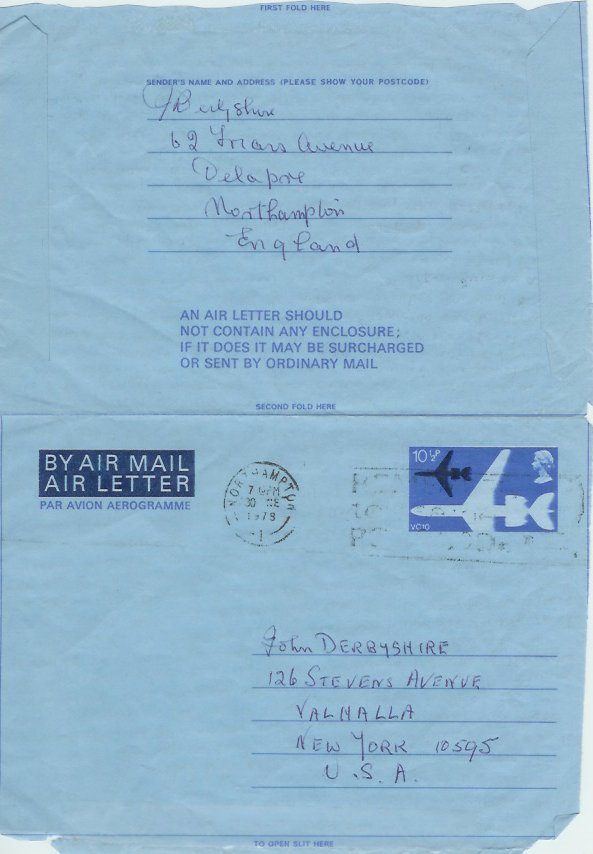 FIRST FOLD HERE
SENDER'S NAME AND ADDRESS (PLEASE SHOW YOUR POSTCODE)
Derbyshire
62 Friars Avenue
Delapre
Northampton
England
AN AIR LETTER SHOULD
NOT CONTAIN ANY ENCLOSURE;
IF IT DOES IT MAY BE SURCHARGED
OR SENT BY ORDINARY MAIL
SECOND FOLD HERE
BY AIR MAIL
AIR LETTER
PAR AVION AEROGRAMME
NORTHAMPTON
1978
10½P
VC10
John DERBYSHIRE
126 STEVENS AVENUE
VALHALLA
NEW YORK 10595
U.S.A.
TO OPEN SLIT HERE